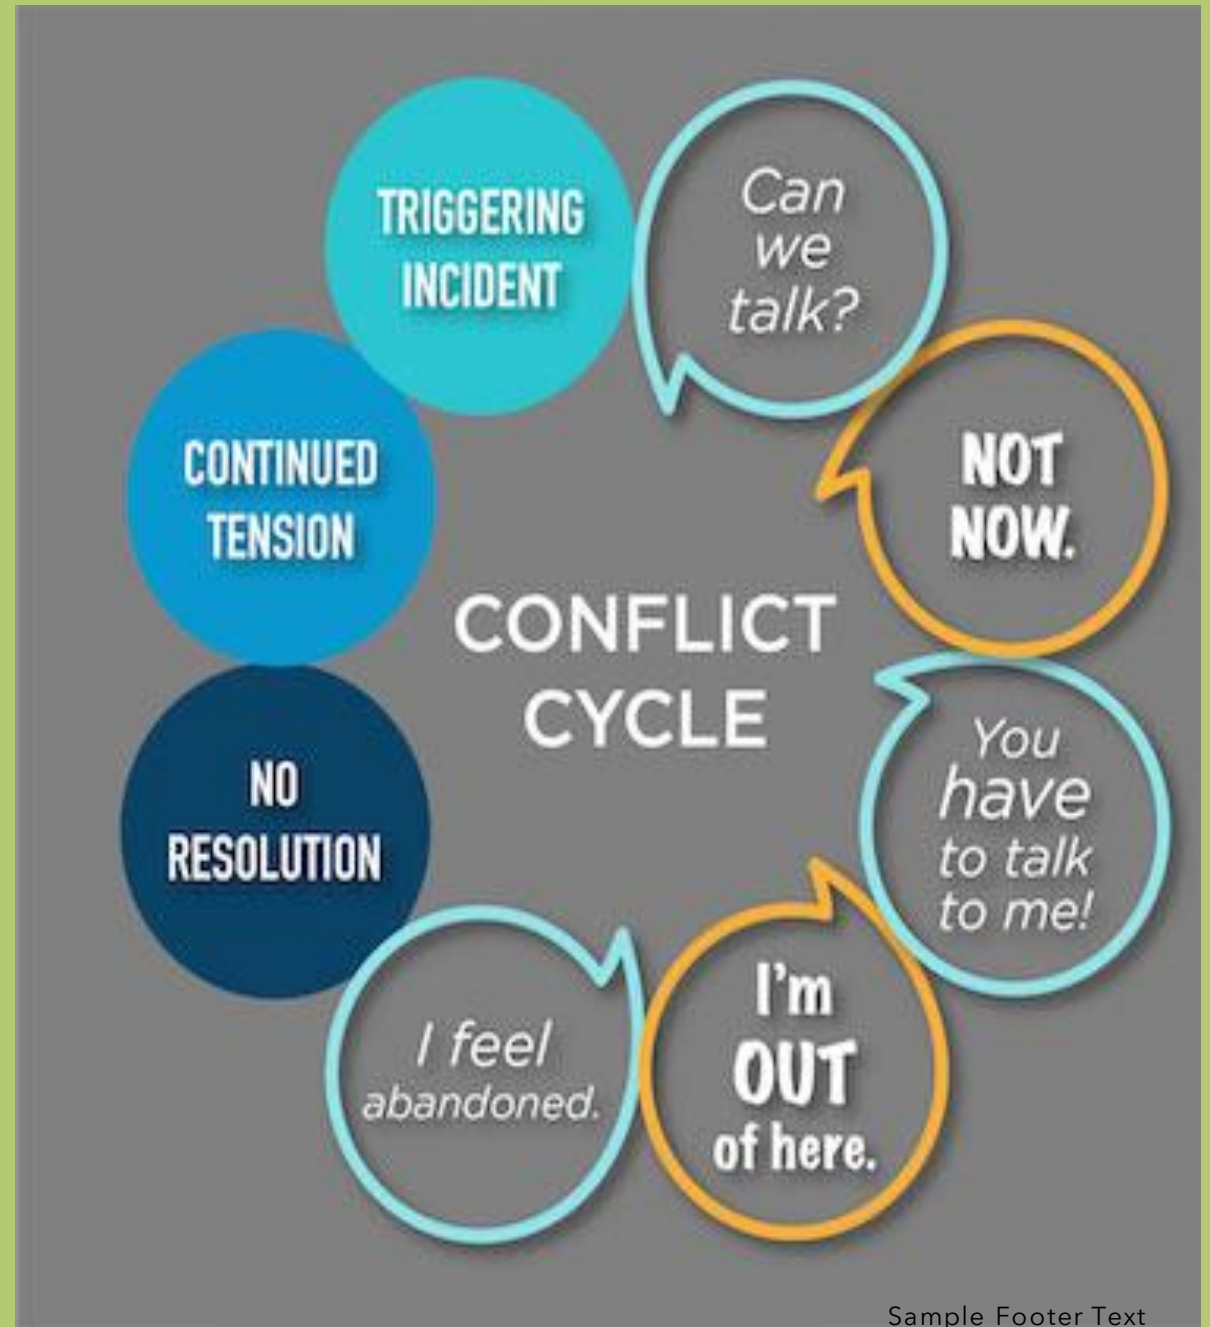 TRIGGERING
INCIDENT
Can
we
talk?
NOT
NOW.
You
have
to talk
to me!
I'm
OUT
of here.
I feel
abandoned.
NO
RESOLUTION
CONTINUED
TENSION
CONFLICT
CYCLE
Sample Footer Text